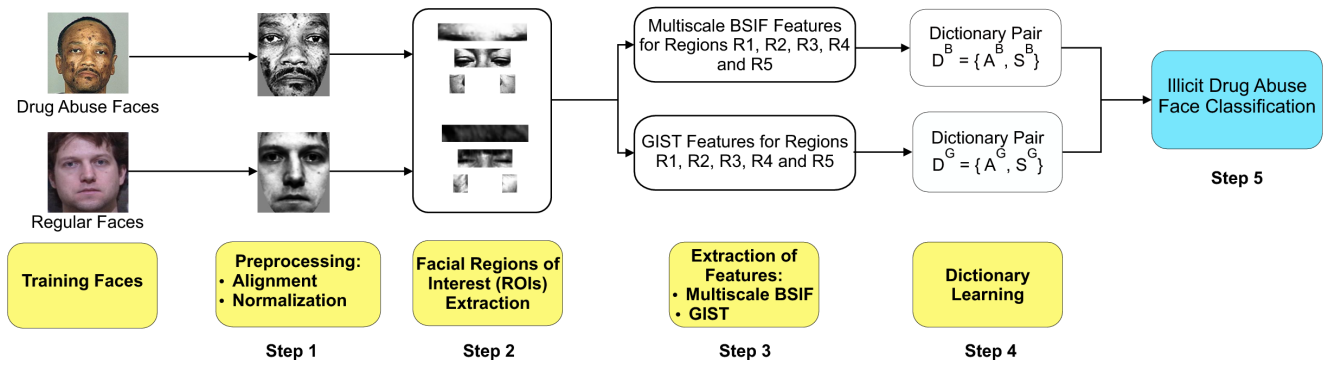 Drug Abuse Faces
Regular Faces
Multiscale BSIF Features
for Regions R1, R2, R3, R4
and R5
GIST Features for Regions
R1, R2, R3, R4 and R5
Dictionary Pair
D^B = { A^B, S^B}
Dictionary Pair
D^G = { A^G, S^G}
Illicit Drug Abuse
Face Classification
Step 5
Training Faces
Preprocessing:
• Alignment
• Normalization
Step 1
Facial Regions of
Interest (ROIs)
Extraction
Step 2
Extraction of
Features:
• Multiscale BSIF
• GIST
Step 3
Dictionary
Learning
Step 4